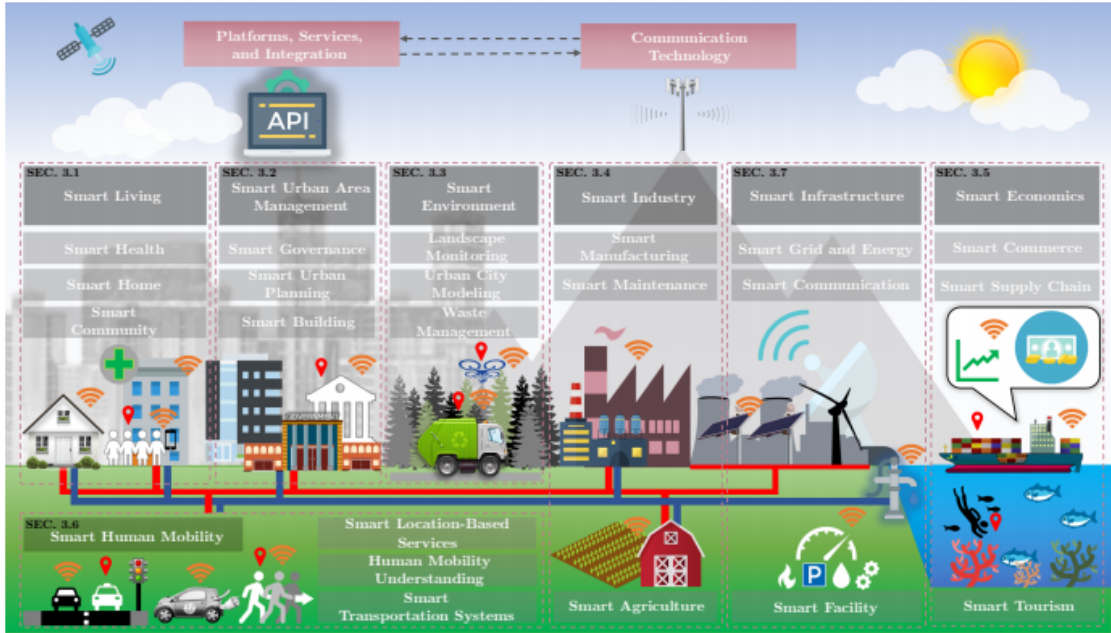 Platforms, Services,
and Integration
Communication
Technology
API
SEC. 3.1
Smart Living
Smart Health
Smart Home
Smart
Community
SEC. 3.2
Smart Urban Area
Management
Smart Governance
Smart Urban
Planning
Smart Building
SEC. 3.3
Smart
Environment
Landscape
Monitoring
Urban City
Modeling
Waste
Management
SEC. 3.4
Smart Industry
Smart
Manufacturing
Smart Maintenance
SEC. 3.7
Smart Infrastructure
Smart Grid and Energy
Smart Communication
SEC. 3.5
Smart Economics
Smart Commerce
Smart Supply Chain
GOVERNMENT
SEC. 3.6
Smart Human Mobility
Smart Location-Based
Services
Human Mobility
Understanding
Smart
Transportation Systems
Smart Agriculture
P
Smart Facility
Smart Tourism